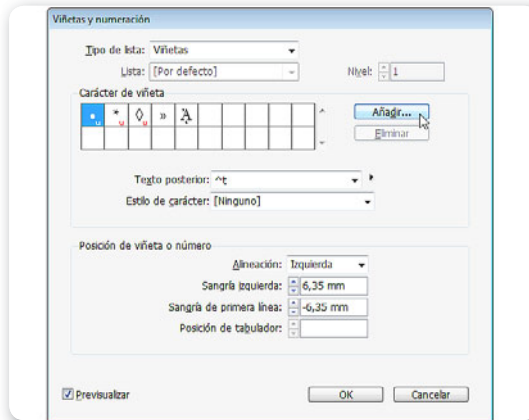 Viñetas y numeración
Tipo de lista: Viñetas
Lista: [Por defecto] Nivel: 1
Carácter de viñeta
Añadir...
Eliminar
Texto posterior: ^t
Estilo de carácter: [Ninguno]
Posición de viñeta o número
Alineación: Izquierda
Sangría izquierda: 6,35 mm
Sangría de primera línea: -6,35 mm
Posición de tabulador:
Previsualizar OK Cancelar